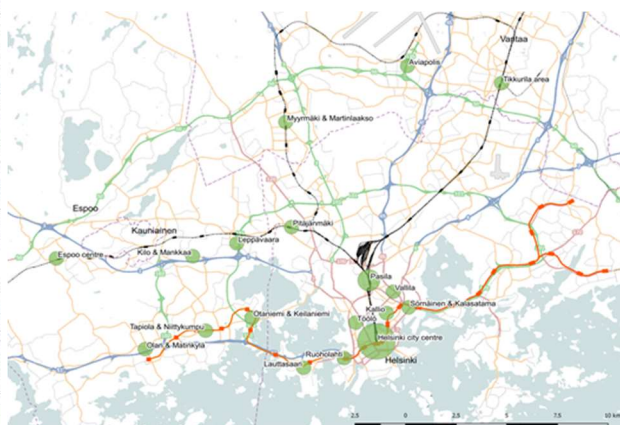 Vantaa
Aviapolis
Tikkurila area
Myyrmäki & Martinlaakso
Espoo
Kauniainen
Pitäjänmäki
Leppävaara
Espoo centre
Kilo & Mankkaa
Pasila
Vallila
Sörnäinen & Kalasatama
Kallio
Töölö
Otaniemi & Keilaniemi
Tapiola & Niittykumpu
Helsinki city centre
Olari & Matinkylä
Ruoholahti
Helsinki
Lauttasaari
2,5 0 2,5 5 7,5 10 km